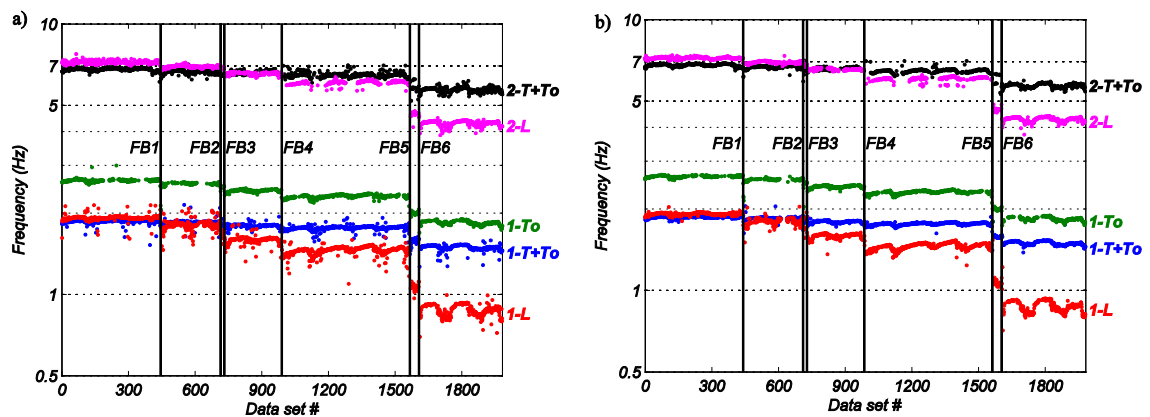 a)
10
7
5
1
0.5
Frequency (Hz)
0 300 600 900 1200 1500 1800
Data set #
FB1 FB2 FB3 FB4 FB5 FB6
2-T+To
2-L
1-To
1-T+To
1-L
b)
10
7
5
1
0.5
Frequency (Hz)
0 300 600 900 1200 1500 1800
Data set #
FB1 FB2 FB3 FB4 FB5 FB6
2-T+To
2-L
1-To
1-T+To
1-L